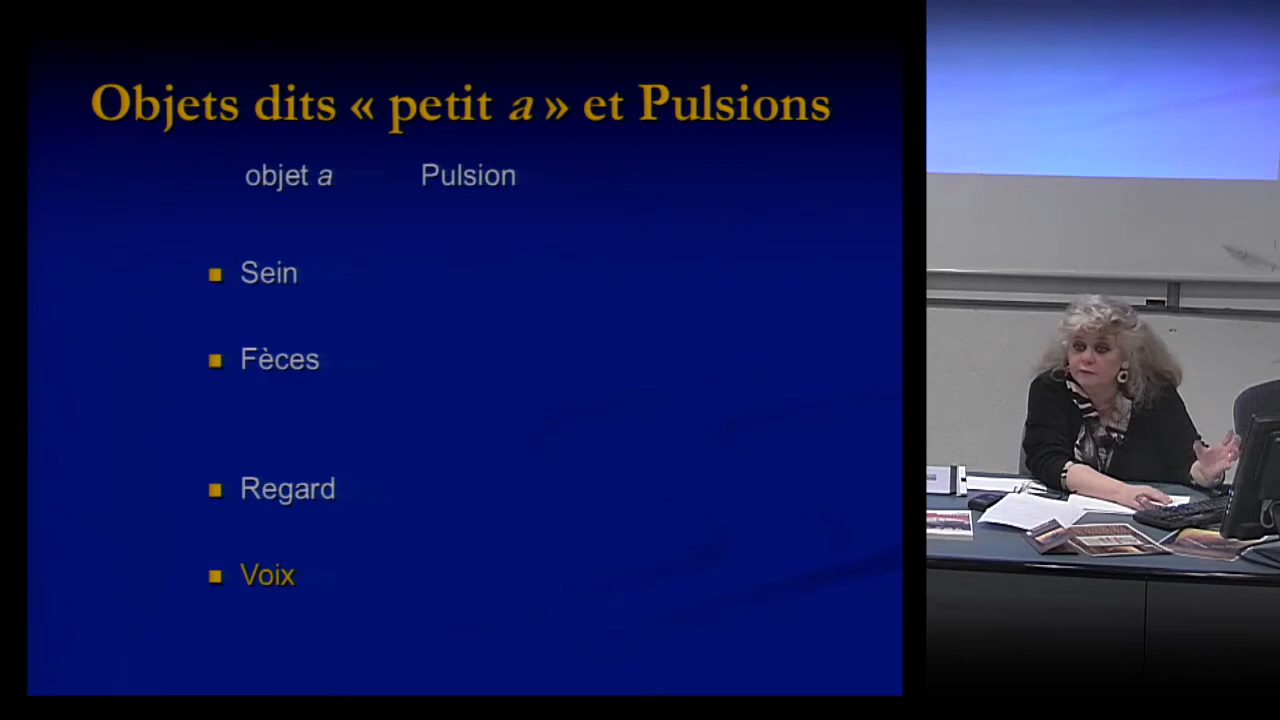 Objets dits « petit a » et Pulsions
objet a Pulsion
Sein
Fèces
Regard
Voix